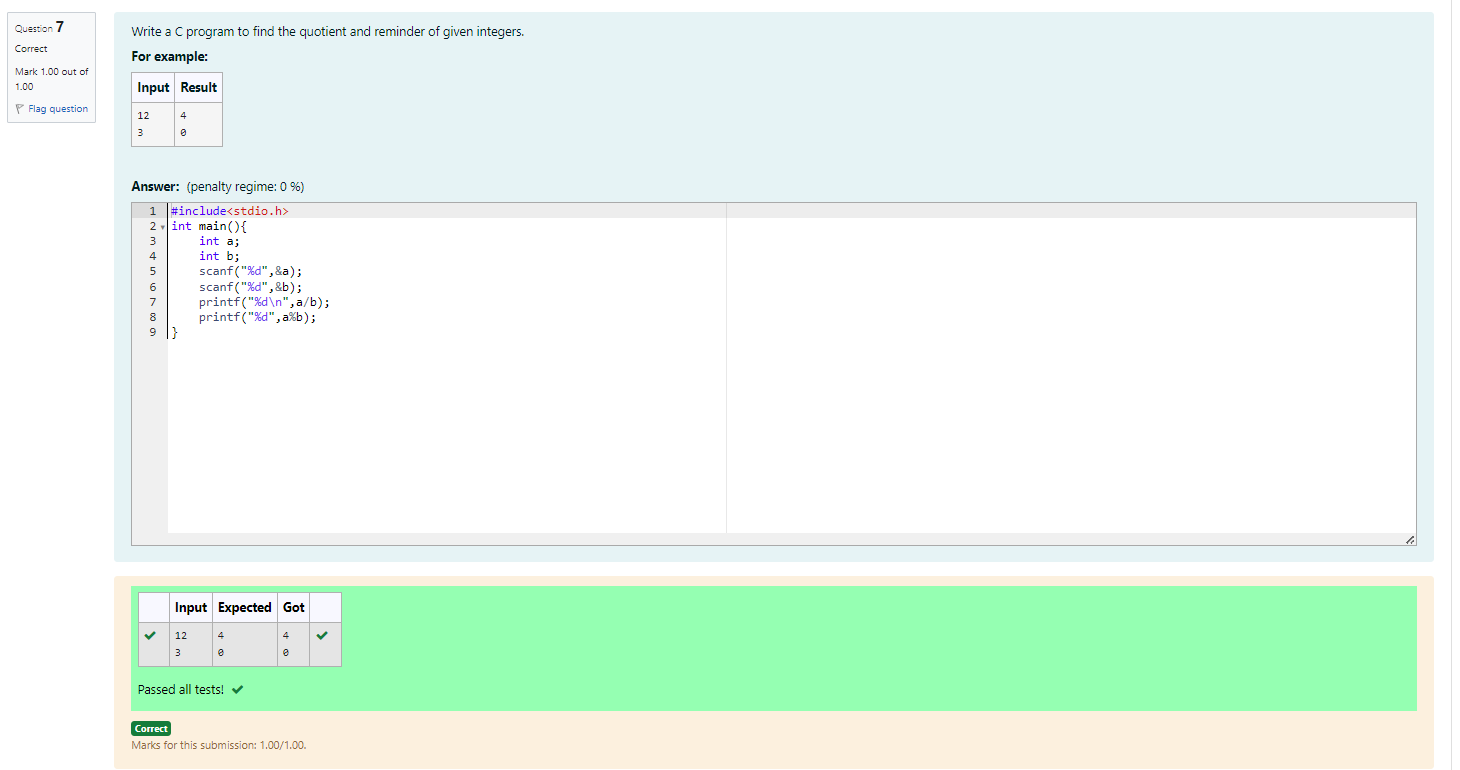 Question 7
Correct
Mark 1.00 out of
1.00
Flag question
Write a C program to find the quotient and reminder of given integers.
For example:
Input Result
12 4
3 0
Answer: (penalty regime: 0 %)
1 #include<stdio.h>
2 int main(){
3 int a;
4 int b;
5 scanf("%d",&a);
6 scanf("%d",&b);
7 printf("%d\n",a/b);
8 printf("%d",a%b);
9 }
Input Expected Got
12 4 4
3 0 0
Passed all tests!
Correct
Marks for this submission: 1.00/1.00.